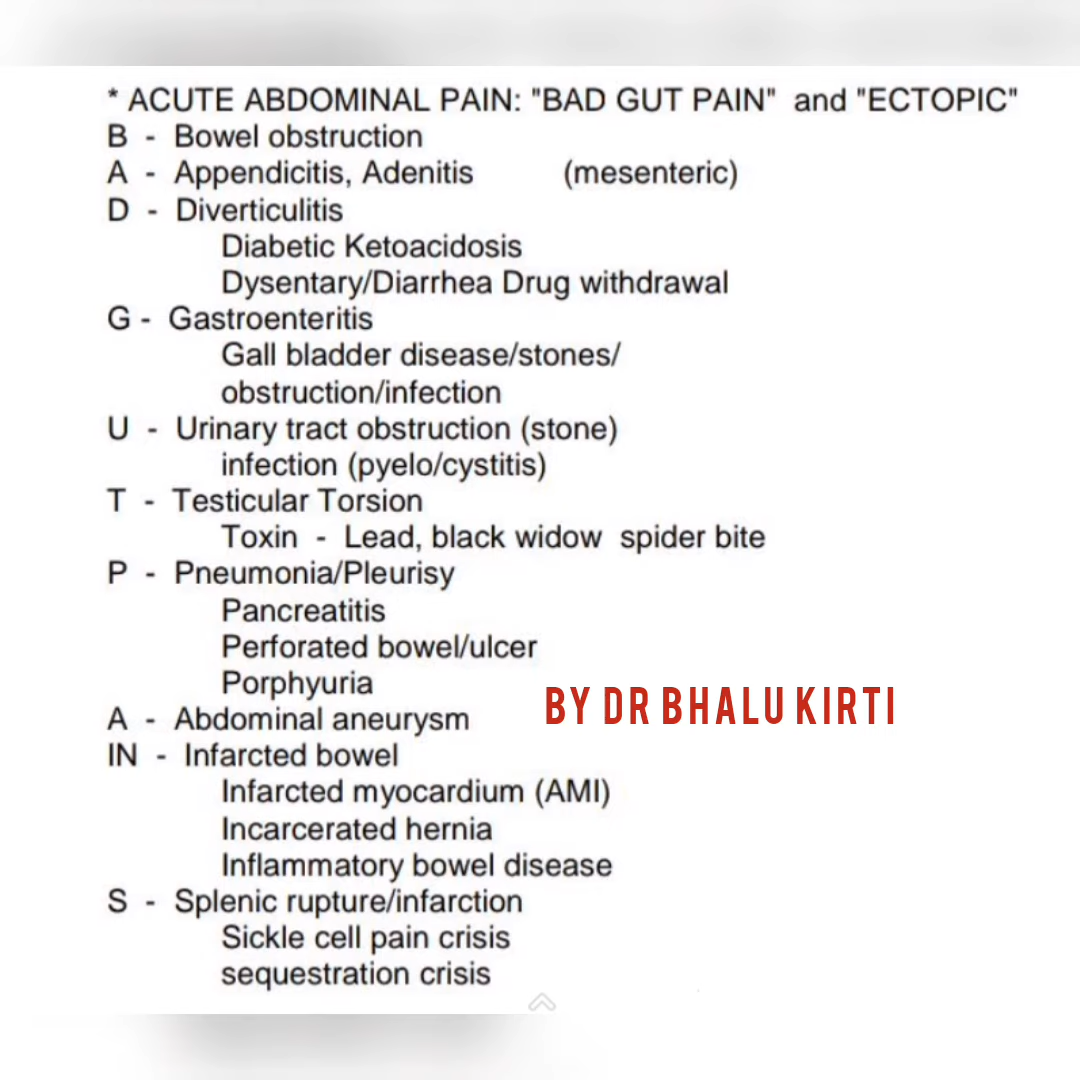 * ACUTE ABDOMINAL PAIN: "BAD GUT PAIN" and "ECTOPIC"
B - Bowel obstruction
A - Appendicitis, Adenitis (mesenteric)
D - Diverticulitis
Diabetic Ketoacidosis
Dysentary/Diarrhea Drug withdrawal
G - Gastroenteritis
Gall bladder disease/stones/
obstruction/infection
U - Urinary tract obstruction (stone)
infection (pyelo/cystitis)
T - Testicular Torsion
Toxin - Lead, black widow spider bite
P - Pneumonia/Pleurisy
Pancreatitis
Perforated bowel/ulcer
Porphyuria
BY DR BHALU KIRTI
A - Abdominal aneurysm
IN - Infarcted bowel
Infarcted myocardium (AMI)
Incarcerated hernia
Inflammatory bowel disease
S - Splenic rupture/infarction
Sickle cell pain crisis
sequestration crisis